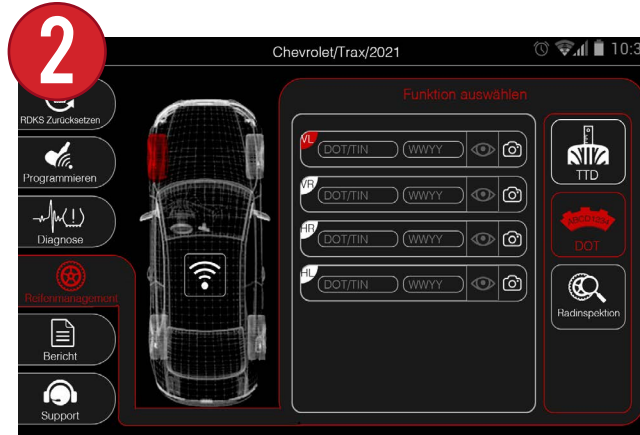 2
Chevrolet/Trax/2021
10:3
RDKS Zurücksetzen
Programmieren
Diagnose
Reifenmanagement
Bericht
Support
Funktion auswählen
VL
DOT/TIN
WWYY
VR
DOT/TIN
WWYY
HR
DOT/TIN
WWYY
HL
DOT/TIN
WWYY
TTD
ABCD1234
DOT
Radinspektion